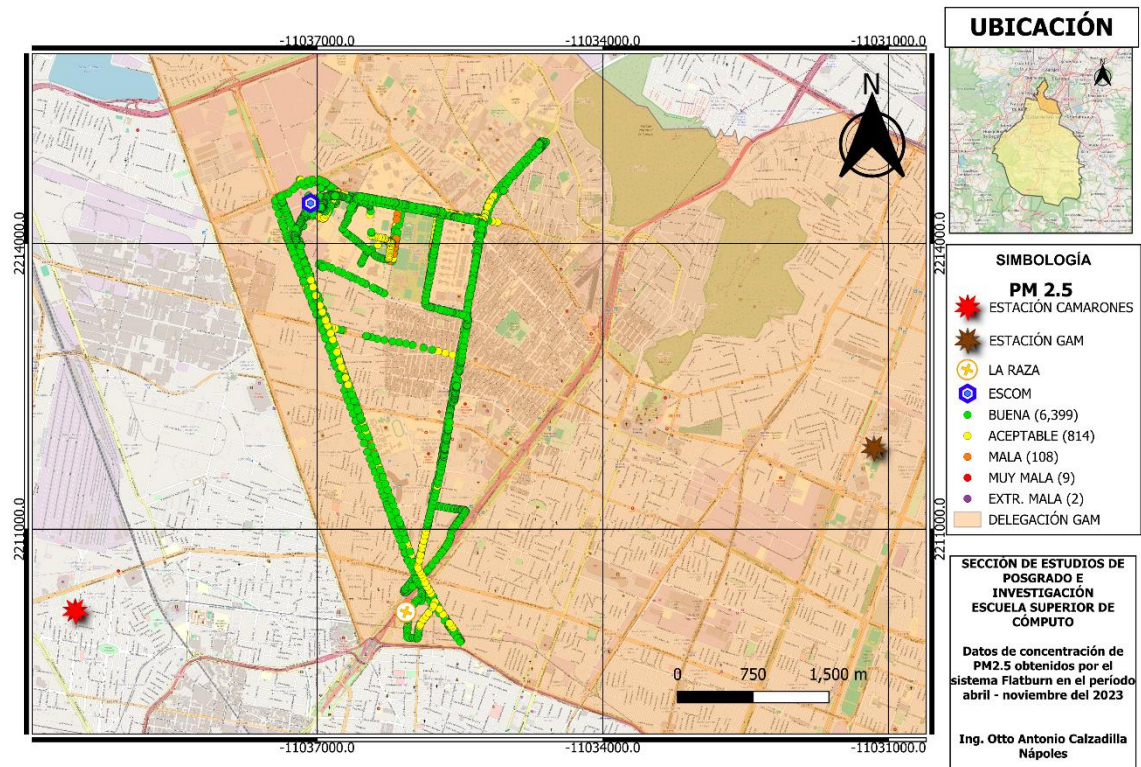 -11037000.0
-11034000.0
-11031000.0
2214000.0
2211000.0
N
2214000.0
2211000.0
0 750 1,500 m
-11037000.0
-11034000.0
-11031000.0
UBICACIÓN
N
SIMBOLOGÍA
PM 2.5
ESTACIÓN CAMARONES
ESTACIÓN GAM
LA RAZA
ESCOM
BUENA (6,399)
ACEPTABLE (814)
MALA (108)
MUY MALA (9)
EXTR. MALA (2)
DELEGACIÓN GAM
SECCIÓN DE ESTUDIOS DE
POSGRADO E
INVESTIGACIÓN
ESCUELA SUPERIOR DE
CÓMPUTO
Datos de concentración de
PM2.5 obtenidos por el
sistema Flatburn en el período
abril - noviembre del 2023
Ing. Otto Antonio Calzadilla
Nápoles